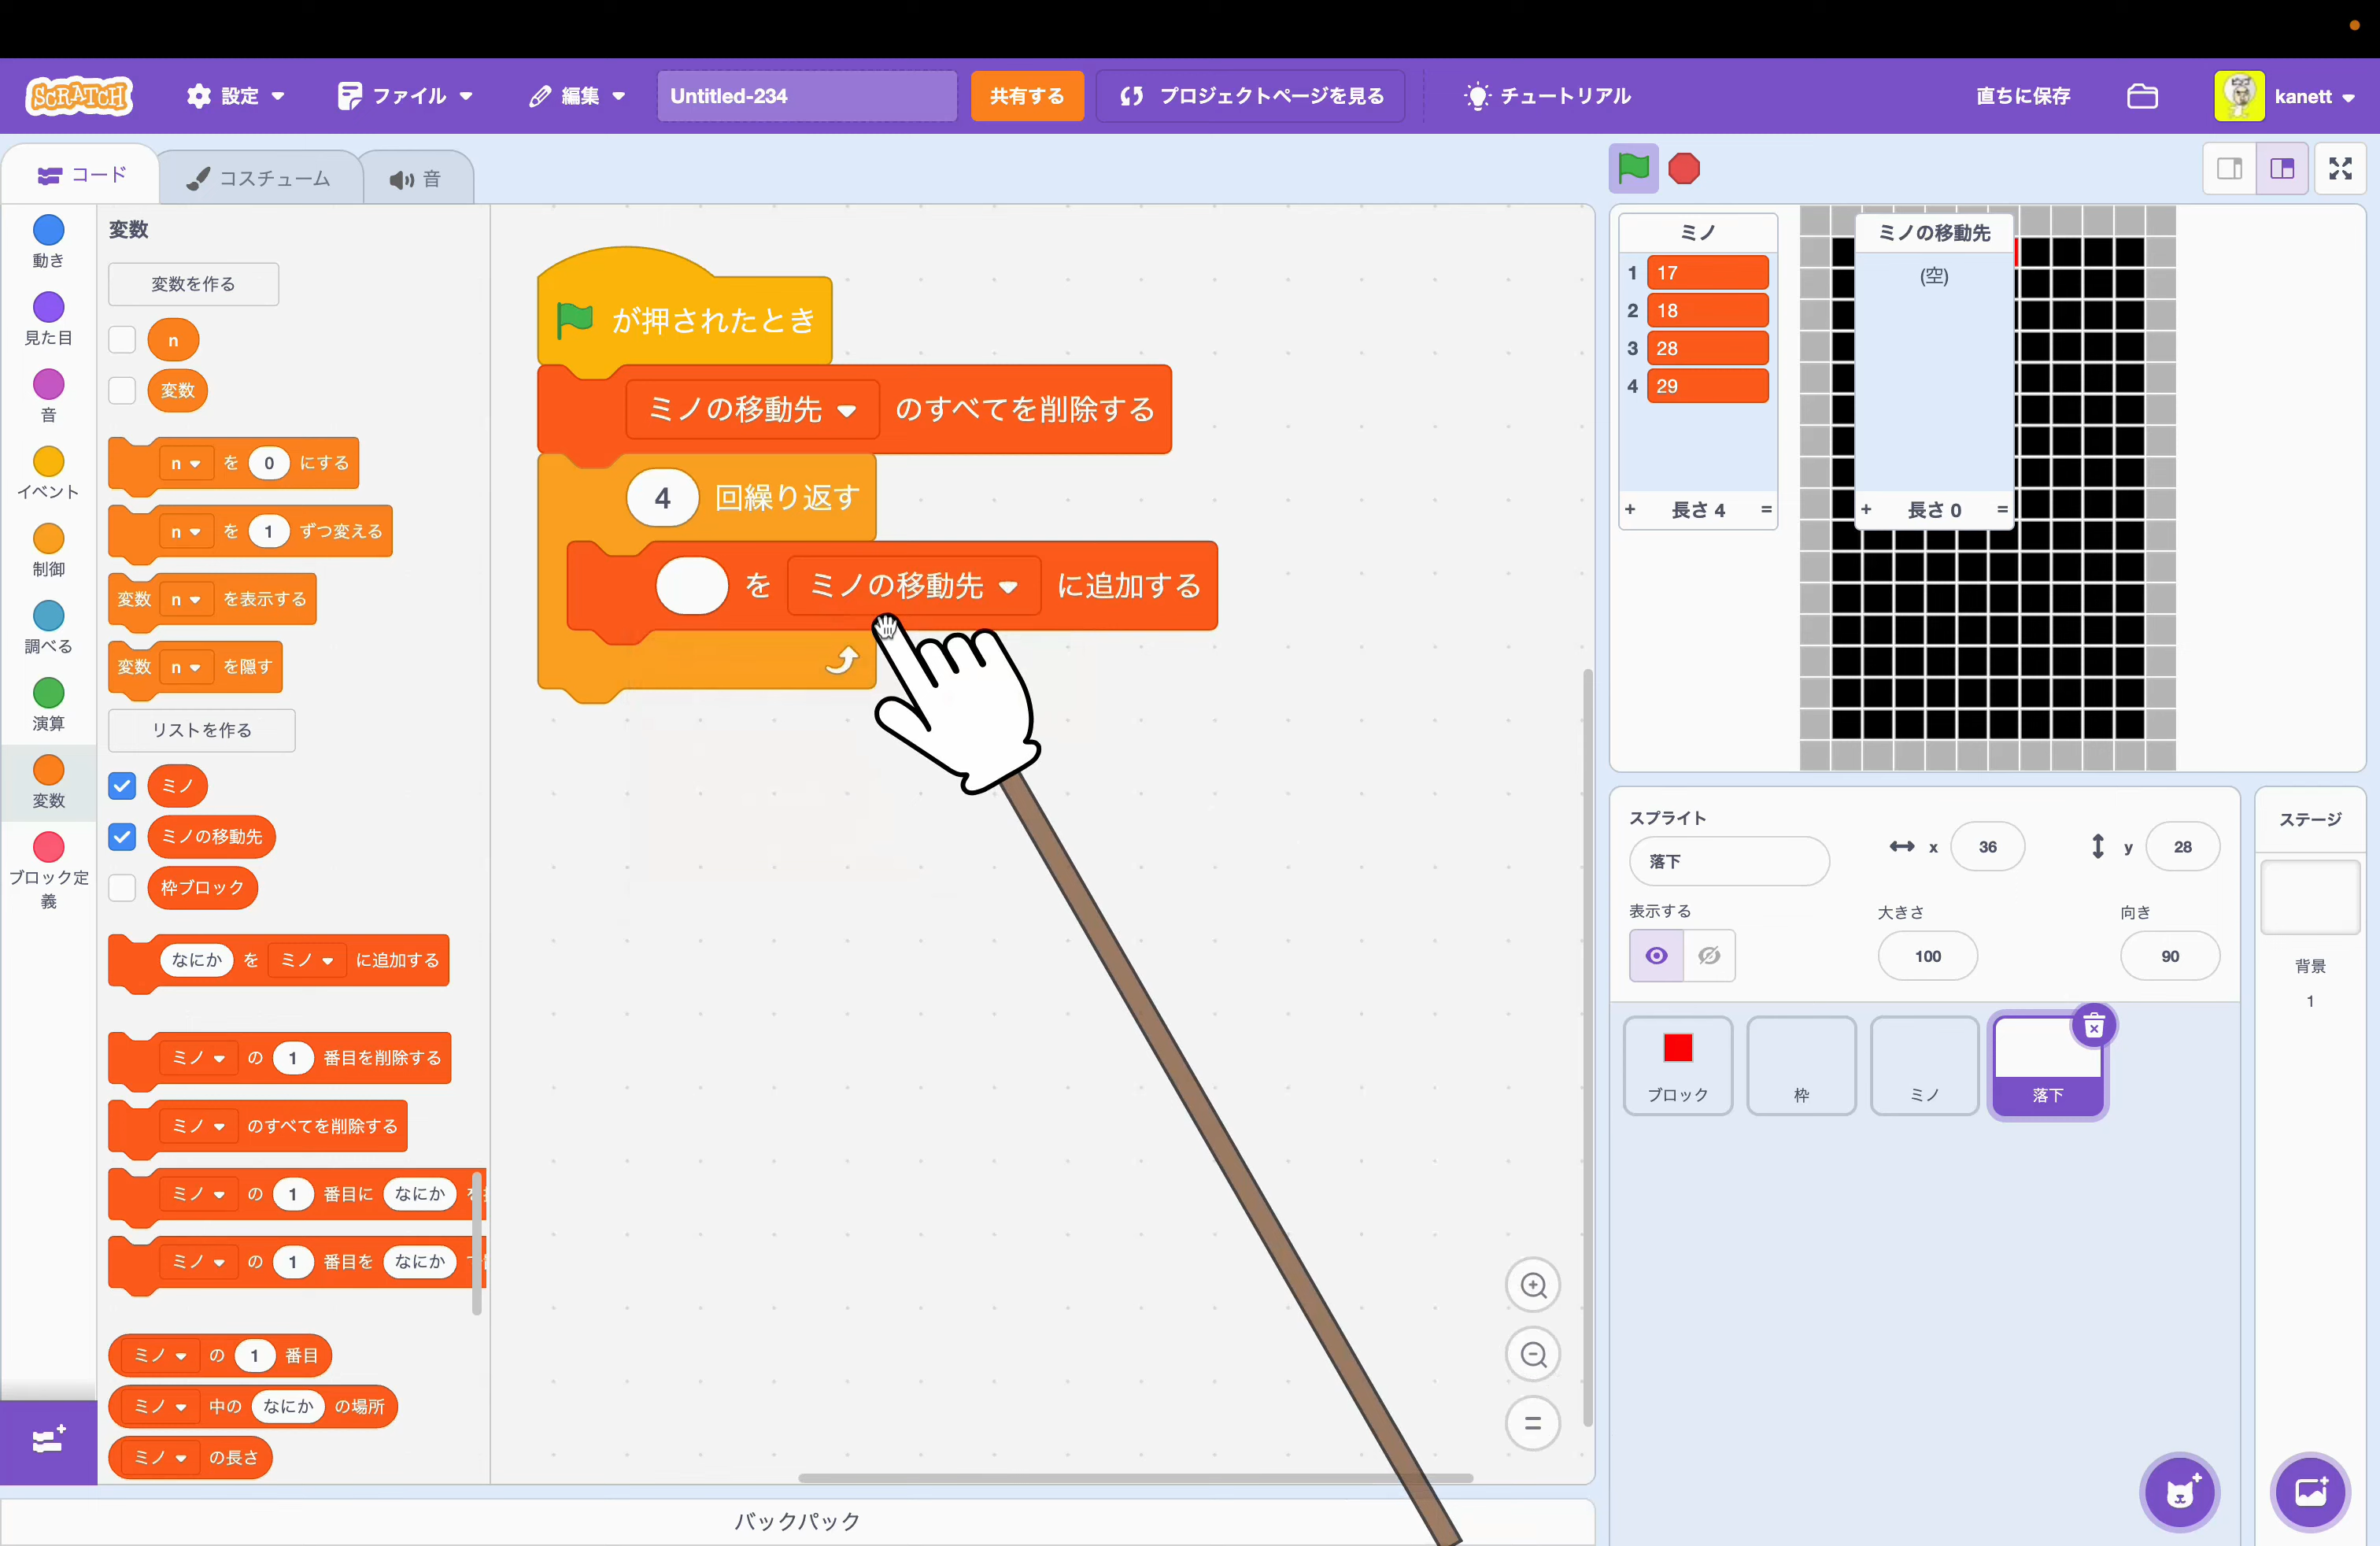 SCRATCH
設定
ファイル
編集
Untitled-234
共有する
プロジェクトページを見る
チュートリアル
直ちに保存
kanett
コード
コスチューム
音
動き
見た目
音
イベント
制御
調べる
演算
変数
ブロック定
義
変数
変数を作る
n
変数
n を 0 にする
n を 1 ずつ変える
変数 n を表示する
変数 n を隠す
リストを作る
ミノ
ミノの移動先
枠ブロック
なにか を ミノ に追加する
ミノ の 1 番目を削除する
ミノ のすべてを削除する
ミノ の 1 番目に なにか
ミノ の 1 番目を なにか
ミノ の 1 番目
ミノ 中の なにか の場所
ミノ の長さ
が押されたとき
ミノの移動先 のすべてを削除する
4 回繰り返す
を ミノの移動先 に追加する
バックパック
ミノ
1 17
2 18
3 28
4 29
+ 長さ 4 =
ミノの移動先
(空)
+ 長さ 0 =
スプライト
落下
x 36
y 28
表示する
大きさ
100
向き
90
ブロック
枠
ミノ
落下
ステージ
背景
1